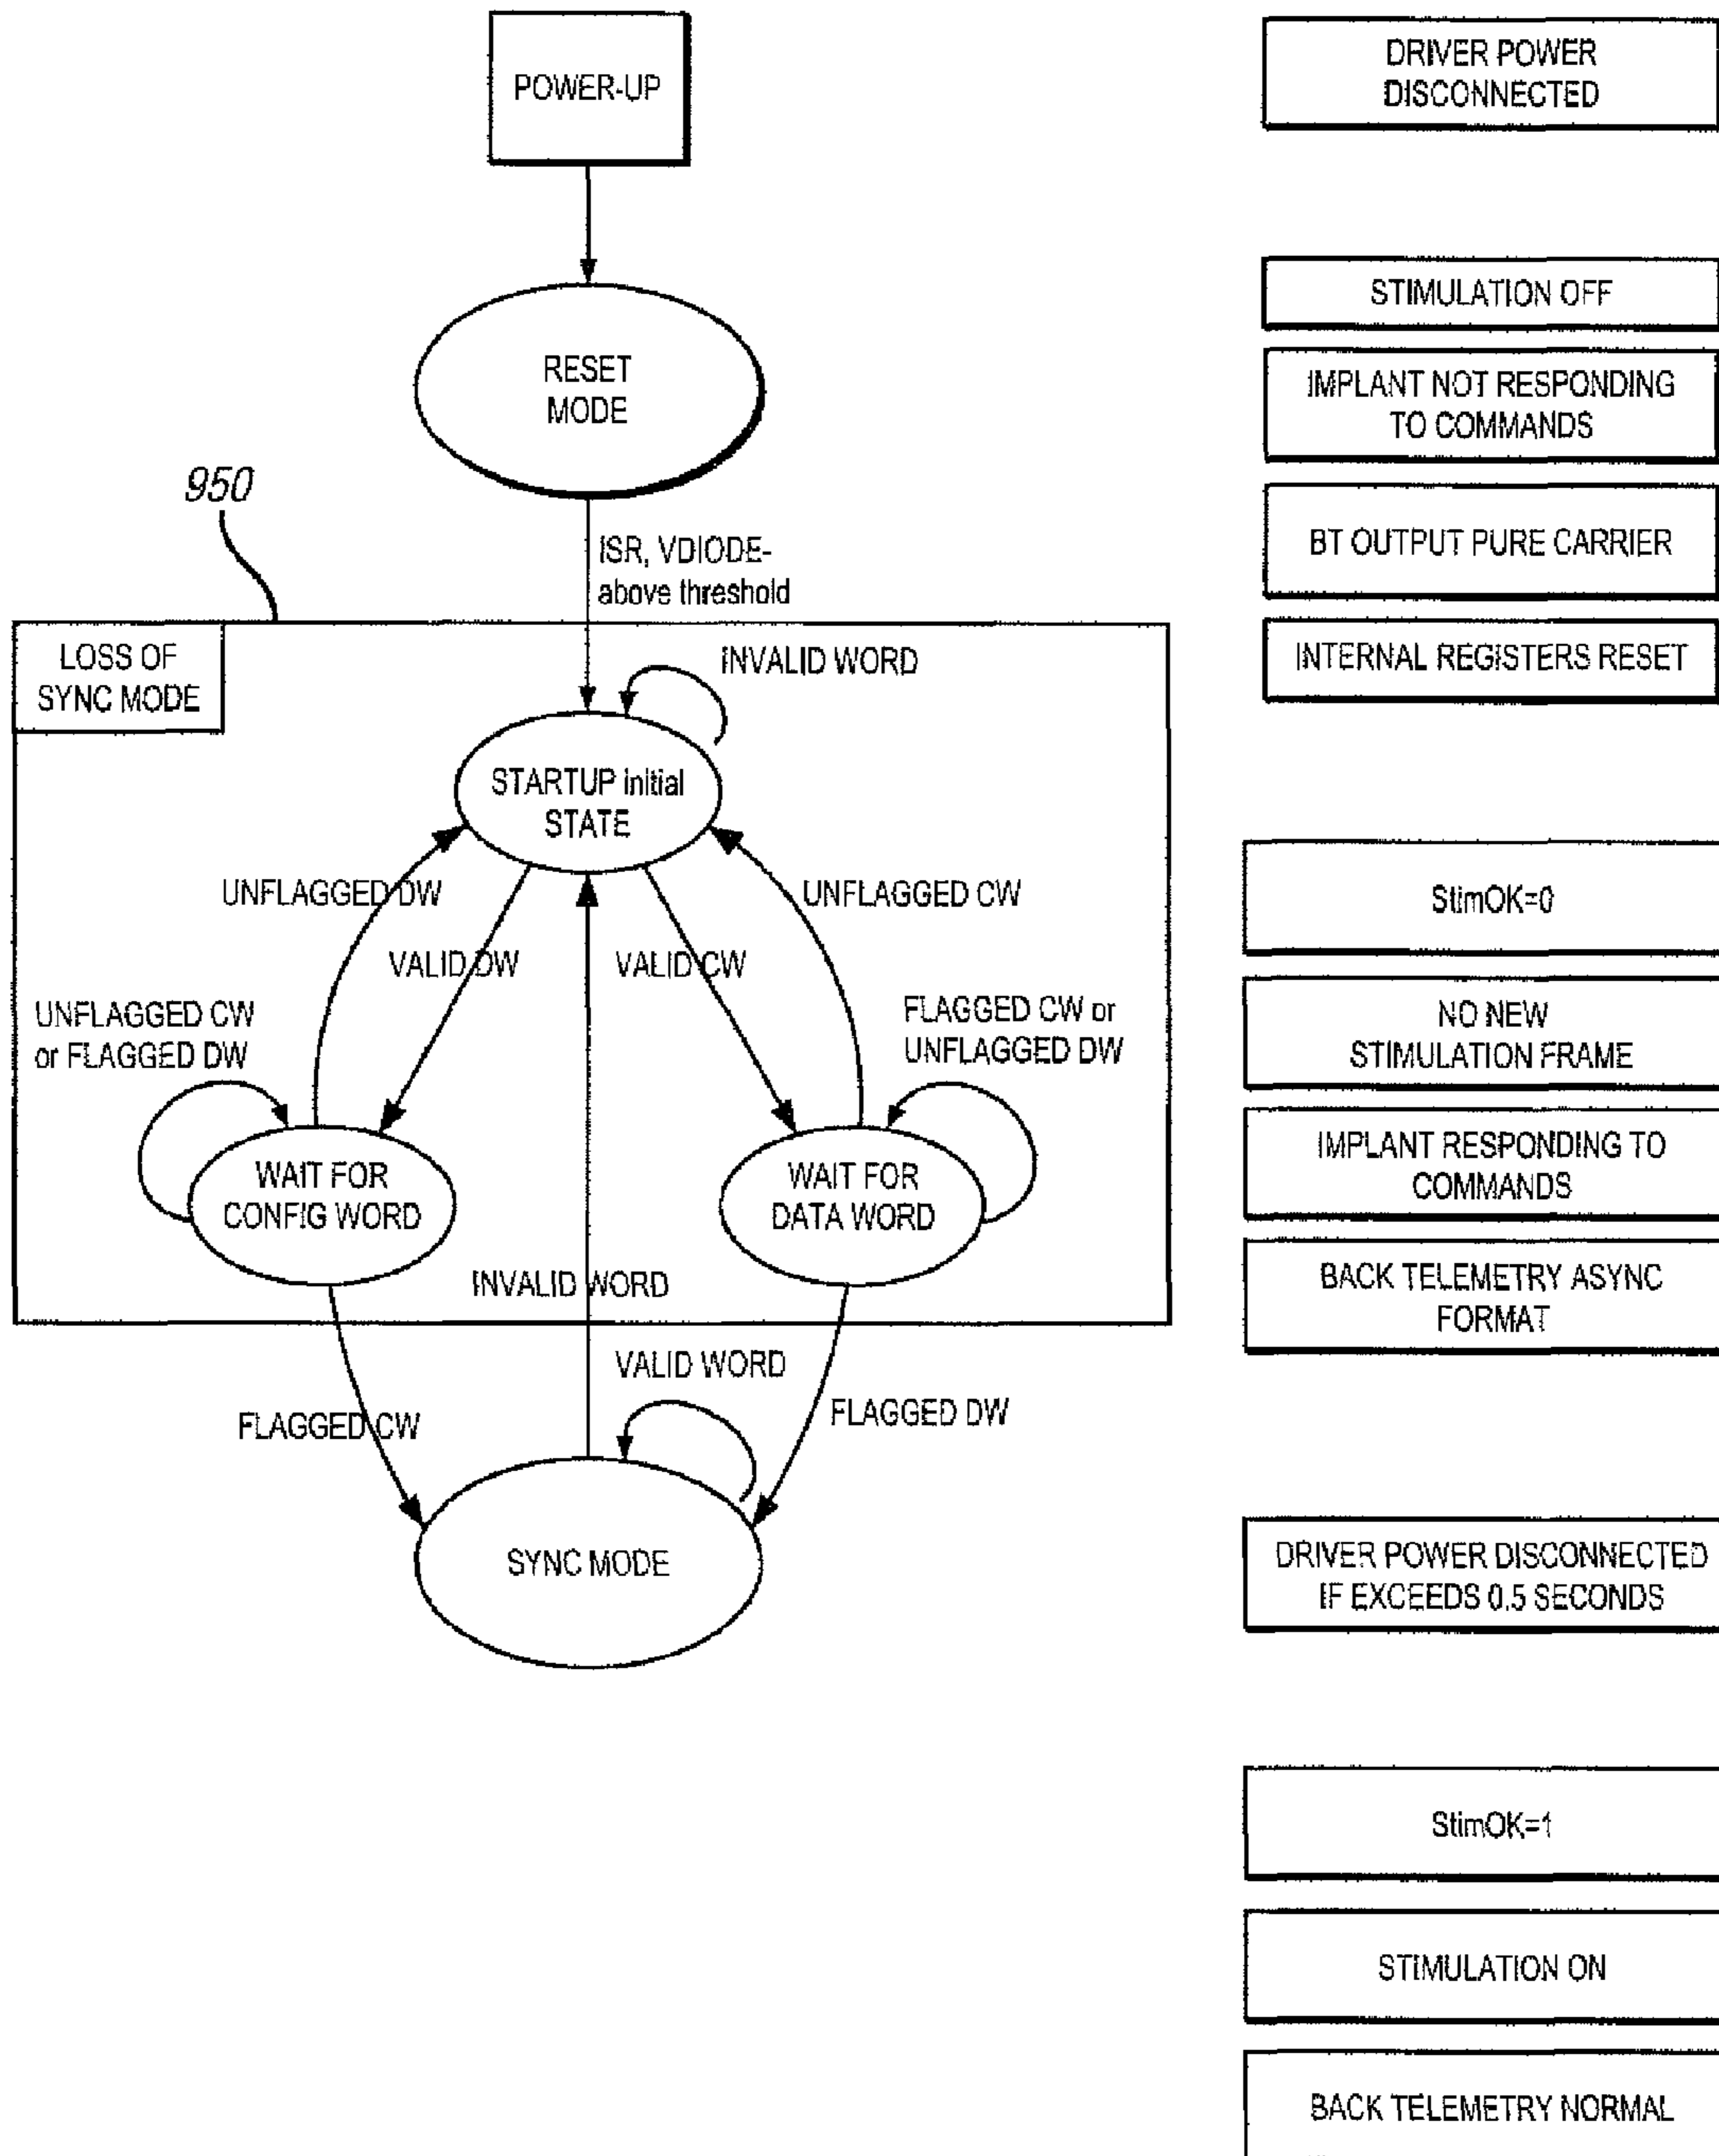 POWER-UP
DRIVER POWER
DISCONNECTED
STIMULATION OFF
RESET
MODE
IMPLANT NOT RESPONDING
TO COMMANDS
950
BT OUTPUT PURE CARRIER
ISR, VDIODE-
above threshold
LOSS OF
SYNC MODE
INVALID WORD
INTERNAL REGISTERS RESET
STARTUP initial
STATE
UNFLAGGED DW
UNFLAGGED CW
StimOK=0
VALID DW
VALID CW
UNFLAGGED CW
or FLAGGED DW
FLAGGED CW or
UNFLAGGED DW
NO NEW
STIMULATION FRAME
WAIT FOR
CONFIG WORD
WAIT FOR
DATA WORD
IMPLANT RESPONDING TO
COMMANDS
INVALID WORD
BACK TELEMETRY ASYNC
FORMAT
VALID WORD
FLAGGED CW
FLAGGED DW
SYNC MODE
DRIVER POWER DISCONNECTED
IF EXCEEDS 0.5 SECONDS
StimOK=1
STIMULATION ON
BACK TELEMETRY NORMAL